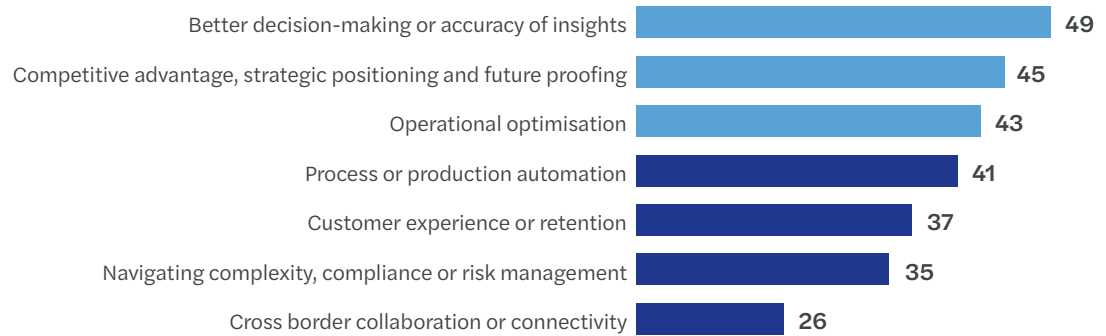 Better decision-making or accuracy of insights 49
Competitive advantage, strategic positioning and future proofing 45
Operational optimisation 43
Process or production automation 41
Customer experience or retention 37
Navigating complexity, compliance or risk management 35
Cross border collaboration or connectivity 26